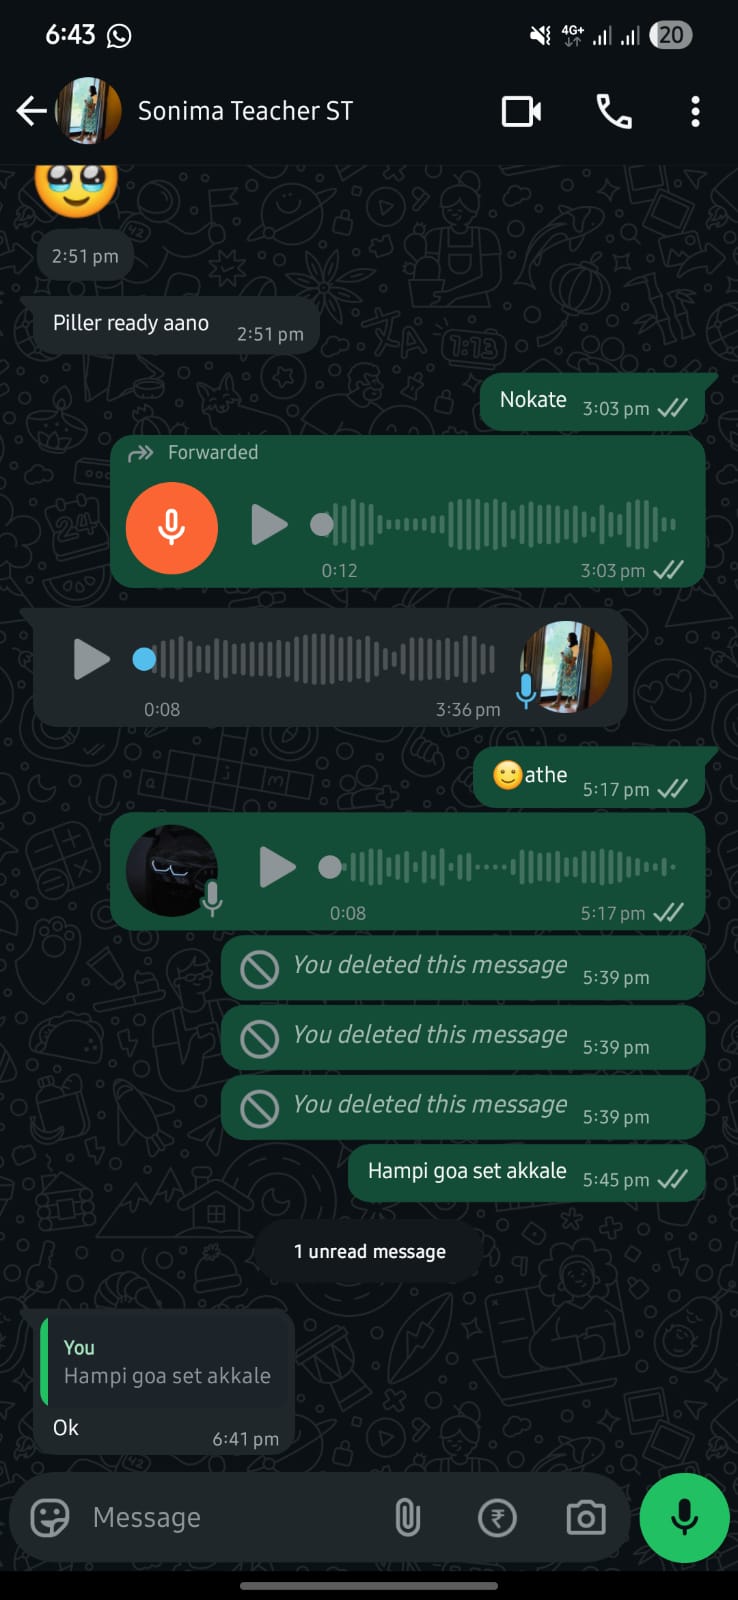 6:43
4G+
20
Sonima Teacher ST
2:51 pm
Piller ready aano 2:51 pm
Nokate 3:03 pm
Forwarded
0:12 3:03 pm
0:08 3:36 pm
athe 5:17 pm
0:08 5:17 pm
You deleted this message 5:39 pm
You deleted this message 5:39 pm
You deleted this message 5:39 pm
Hampi goa set akkale 5:45 pm
1 unread message
You
Hampi goa set akkale
Ok 6:41 pm
Message
₹